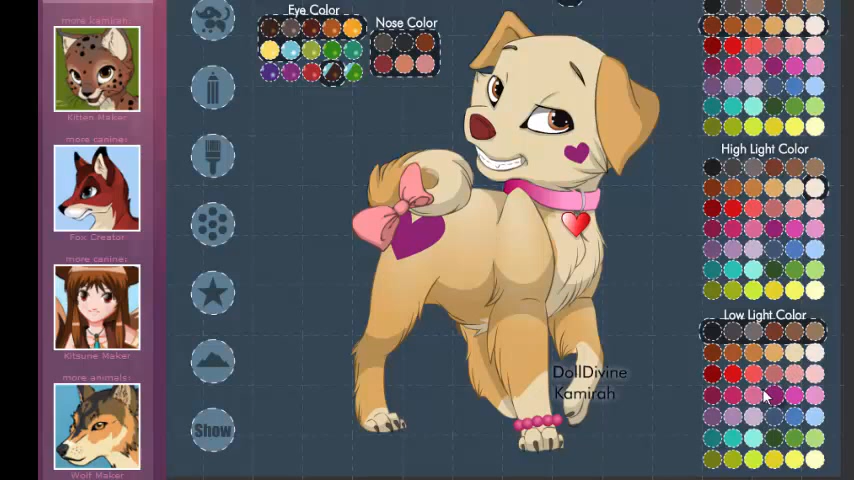 more kamirah:
Kitten Maker
more canine:
Fox Creator
more canine:
Kitsune Maker
more animals:
Wolf Maker
Show
Eye Color
Nose Color
DollDivine
Kamirah
High Light Color
Low Light Color